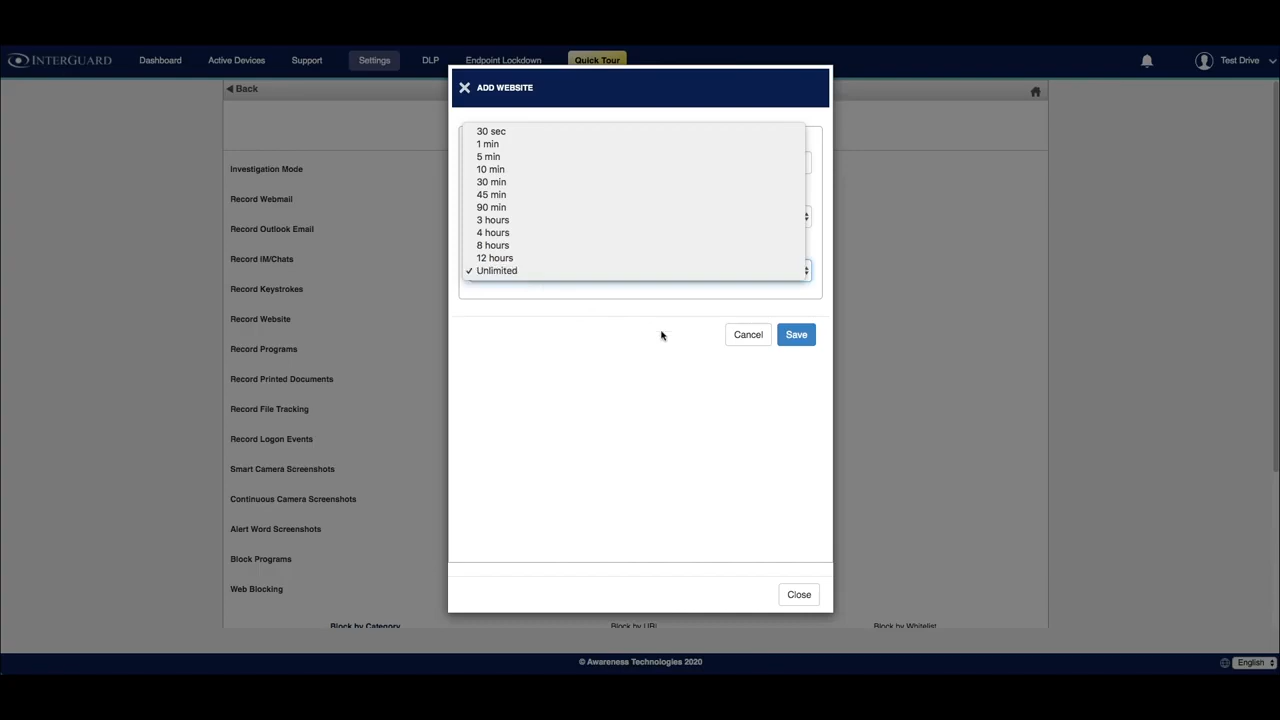 INTERGUARD
Dashboard
Active Devices
Support
Settings
DLP
Endpoint Lockdown
Quick Tour
Test Drive
Back
ADD WEBSITE
30 sec
1 min
5 min
10 min
30 min
45 min
90 min
3 hours
4 hours
8 hours
12 hours
✓ Unlimited
Cancel
Save
Close
Investigation Mode
Record Webmail
Record Outlook Email
Record IM/Chats
Record Keystrokes
Record Website
Record Programs
Record Printed Documents
Record File Tracking
Record Logon Events
Smart Camera Screenshots
Continuous Camera Screenshots
Alert Word Screenshots
Block Programs
Web Blocking
Block by Category
Block by URL
Block by Whitelist
© Awareness Technologies 2020
English